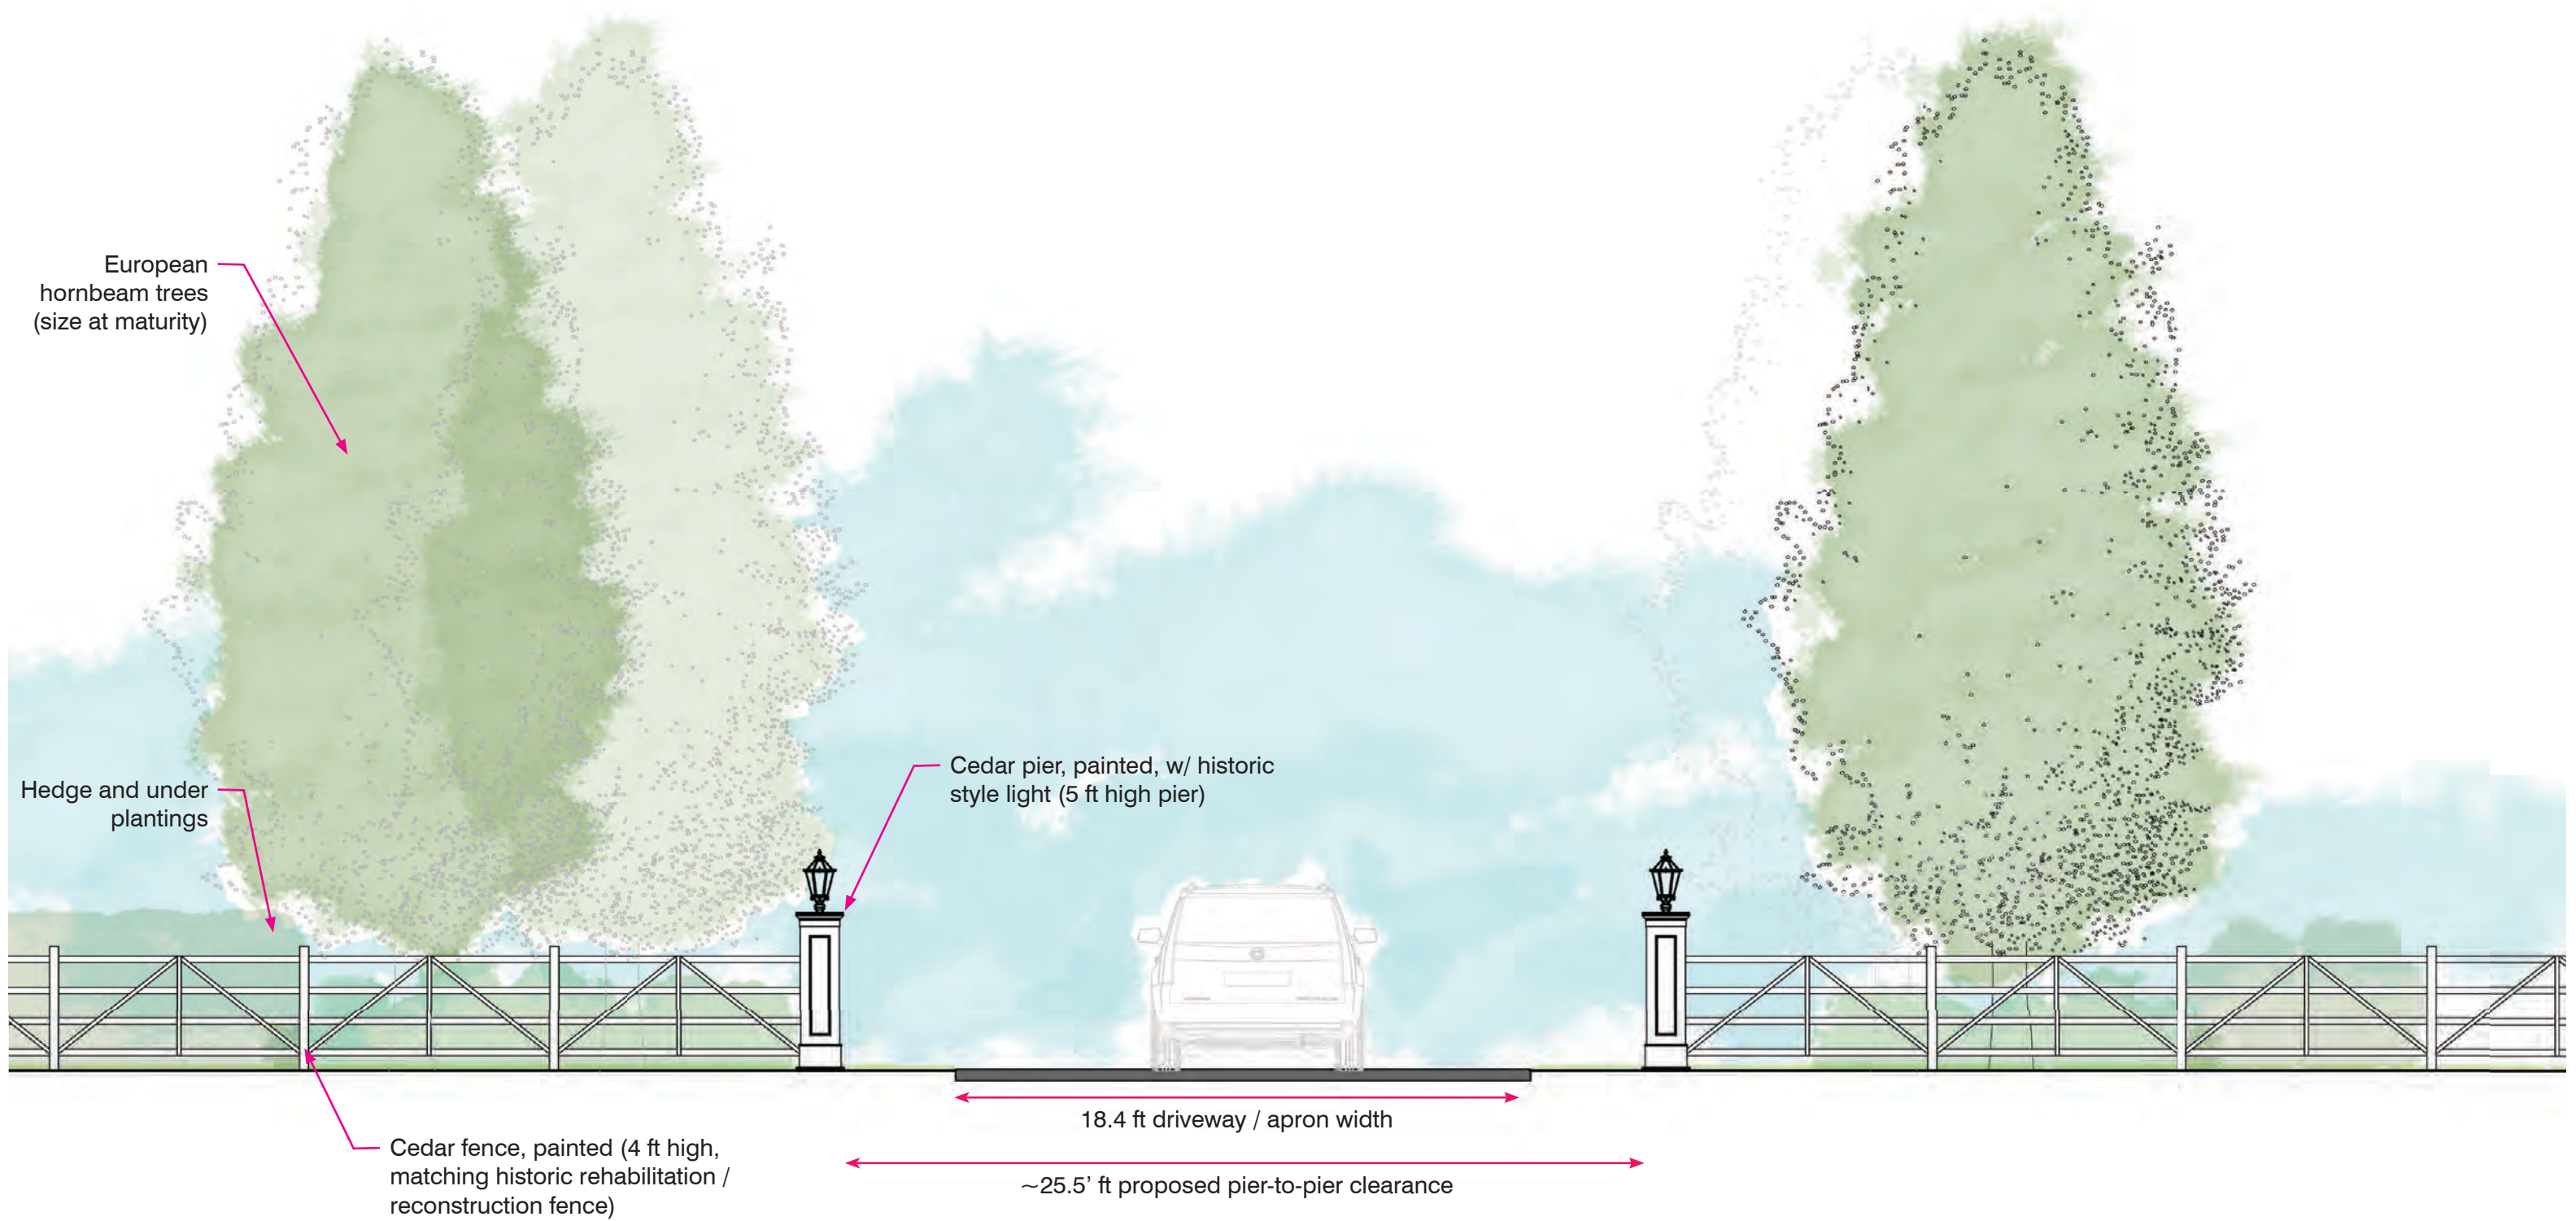 European
hornbeam trees
(size at maturity)
Hedge and under
plantings
Cedar pier, painted, w/ historic
style light (5 ft high pier)
18.4 ft driveway / apron width
Cedar fence, painted (4 ft high,
matching historic rehabilitation /
reconstruction fence)
~25.5' ft proposed pier-to-pier clearance